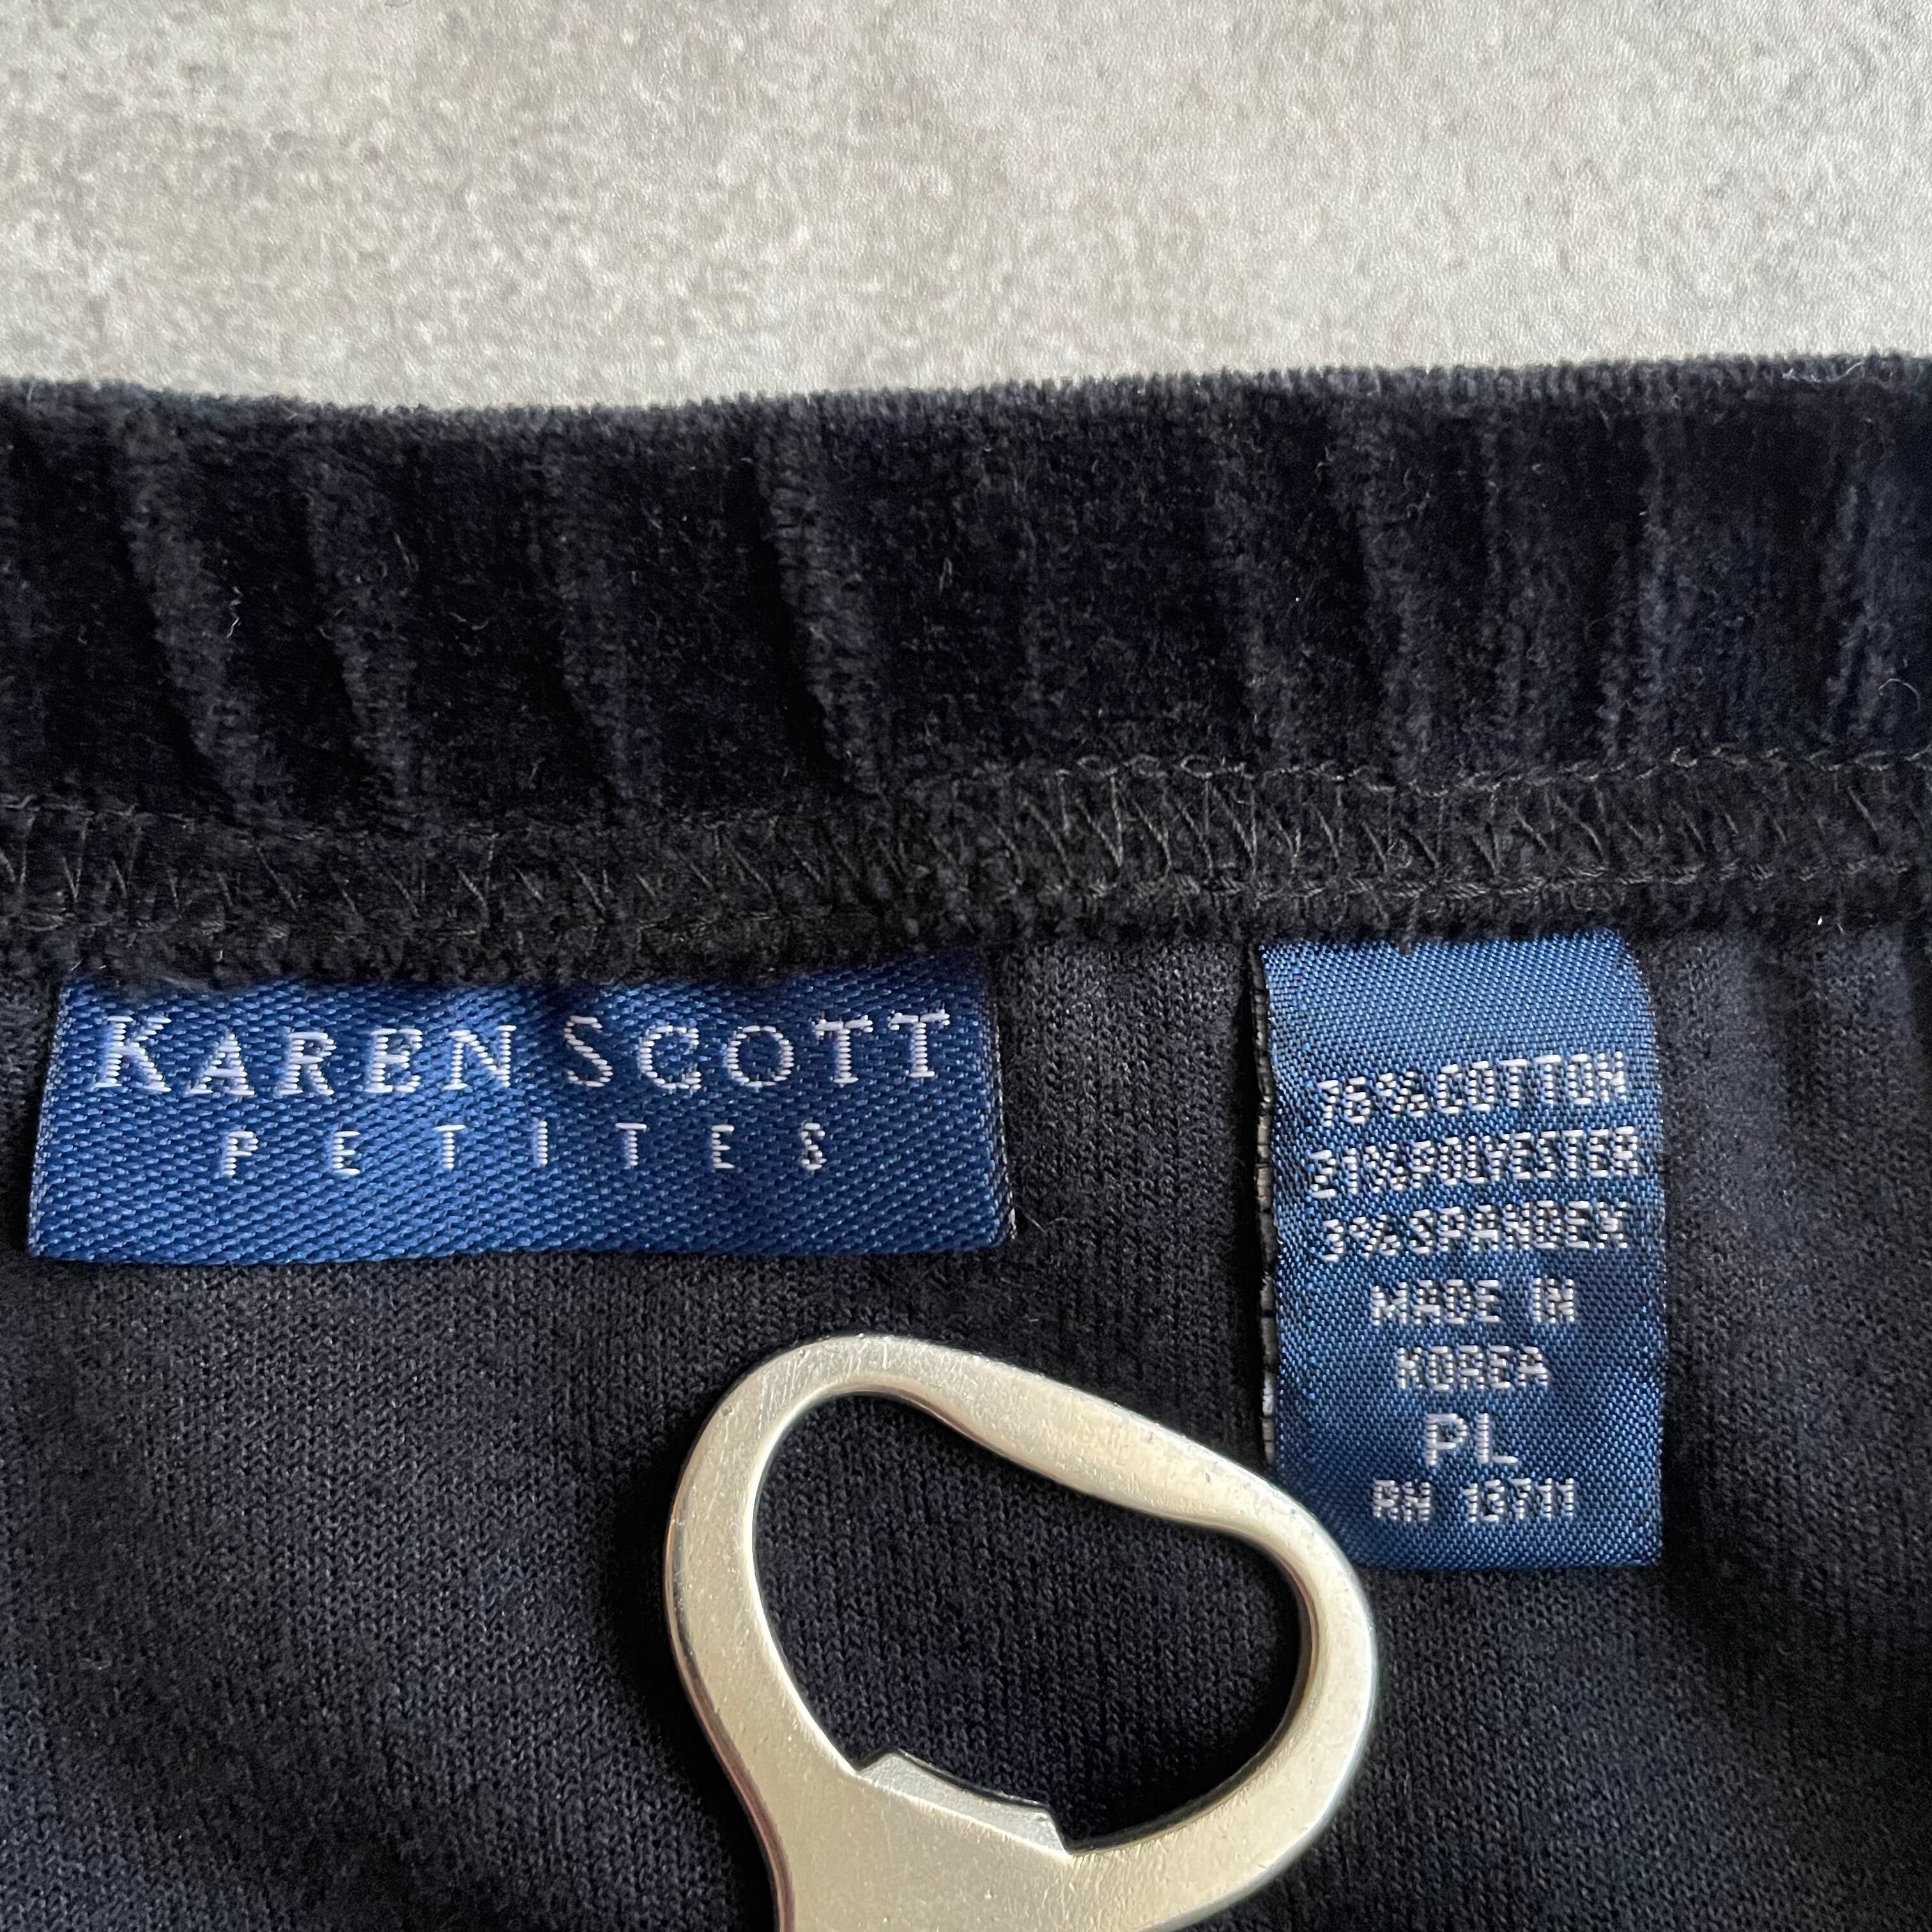 KAREN SCOTT
PETITES
76% COTTON
21% POLYESTER
3% SPANDEX
MADE IN
KOREA
PL
RN 13711